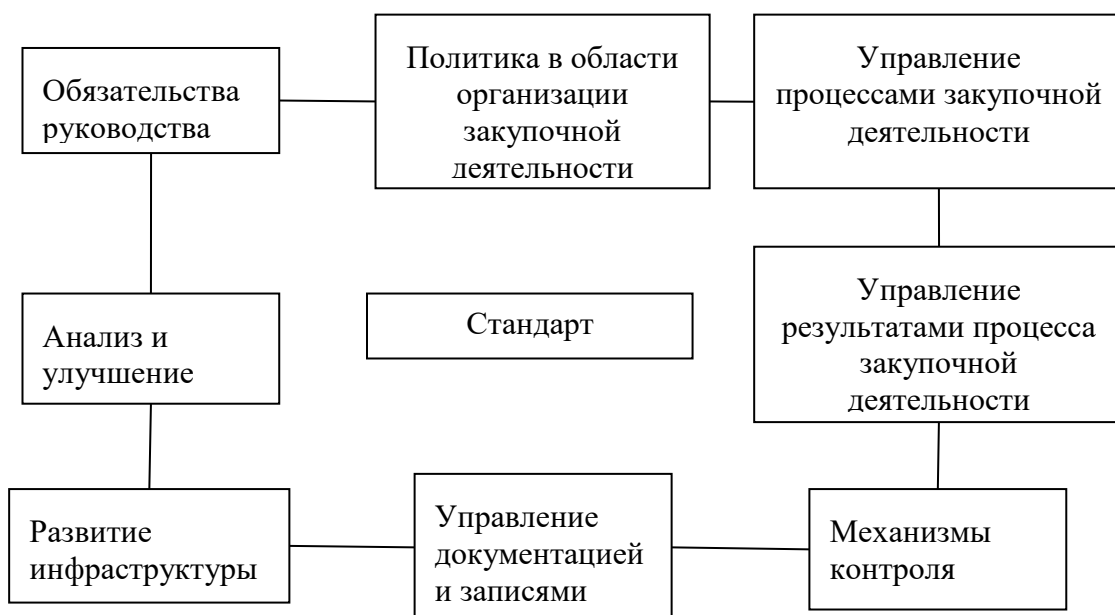 Обязательства
руководства
Политика в области
организации
закупочной
деятельности
Управление
процессами закупочной
деятельности
Анализ и
улучшение
Стандарт
Управление
результатами процесса
закупочной
деятельности
Развитие
инфраструктуры
Управление
документацией
и записями
Механизмы
контроля